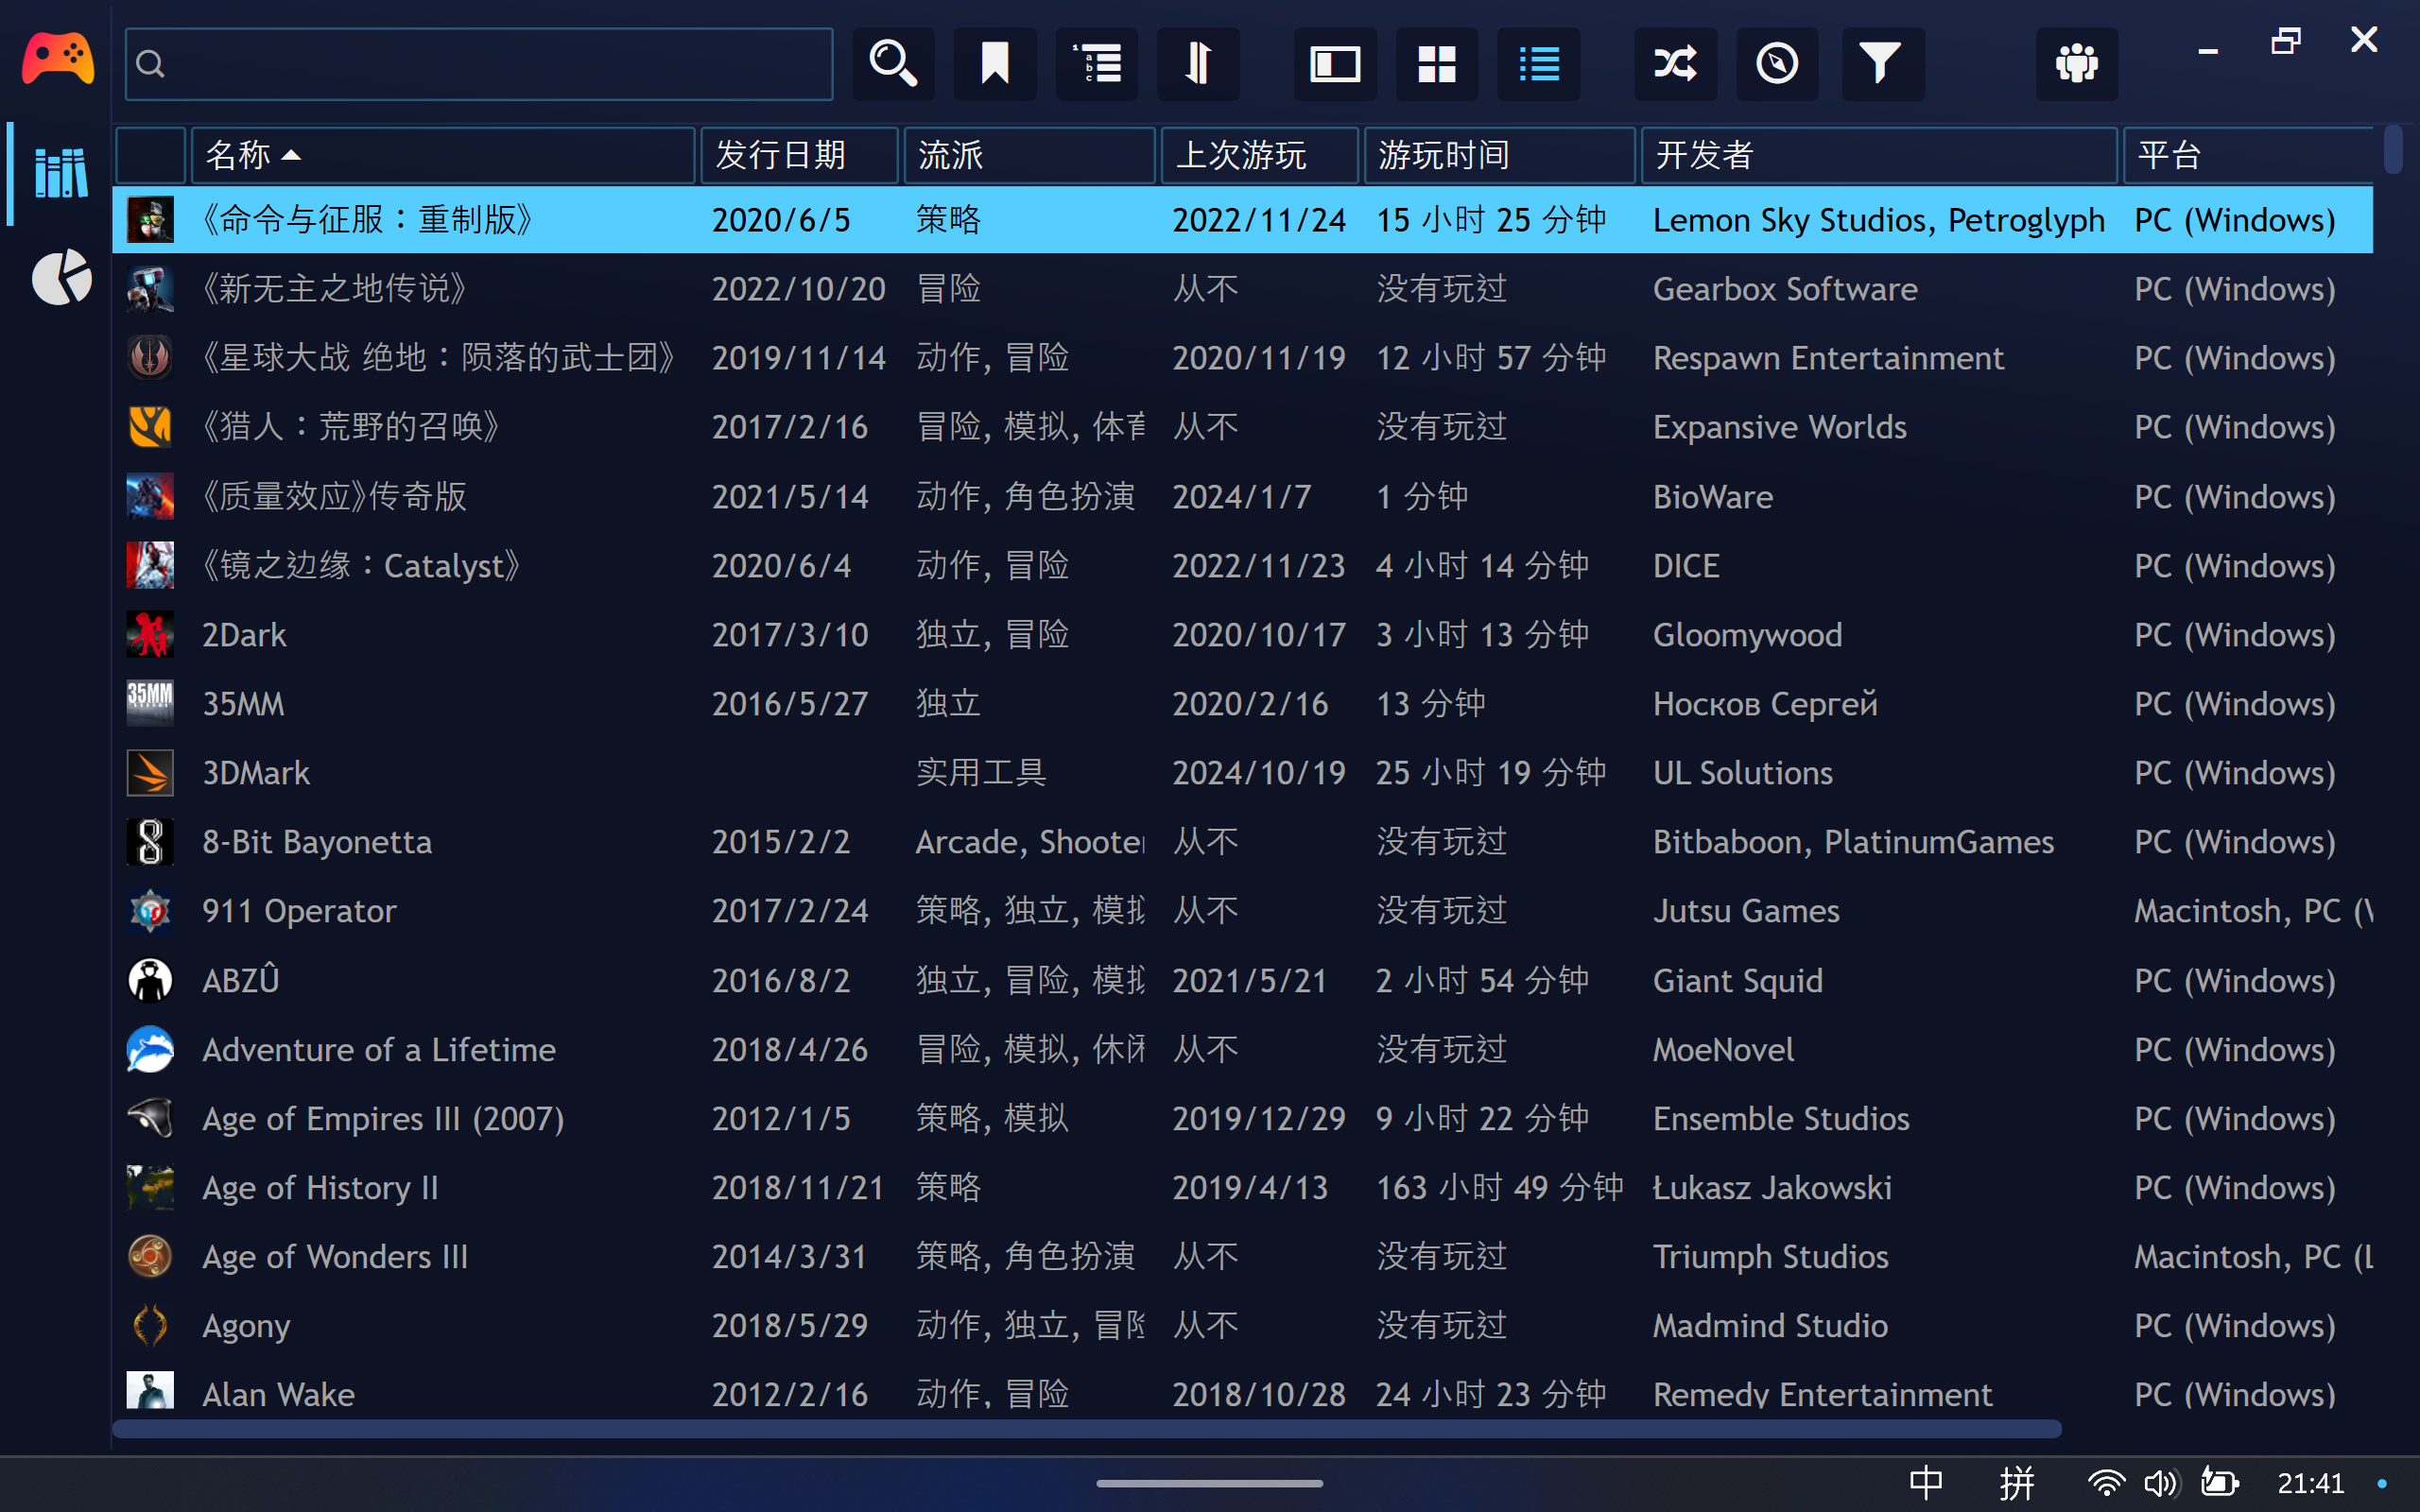 名称 发行日期 流派 上次游玩 游玩时间 开发者 平台
《命令与征服：重制版》 2020/6/5 策略 2022/11/24 15 小时 25 分钟 Lemon Sky Studios, Petroglyph PC (Windows)
《新无主之地传说》 2022/10/20 冒险 从不 没有玩过 Gearbox Software PC (Windows)
《星球大战 绝地：陨落的武士团》 2019/11/14 动作, 冒险 2020/11/19 12 小时 57 分钟 Respawn Entertainment PC (Windows)
《猎人：荒野的召唤》 2017/2/16 冒险, 模拟, 体育 从不 没有玩过 Expansive Worlds PC (Windows)
《质量效应》传奇版 2021/5/14 动作, 角色扮演 2024/1/7 1 分钟 BioWare PC (Windows)
《镜之边缘：Catalyst》 2020/6/4 动作, 冒险 2022/11/23 4 小时 14 分钟 DICE PC (Windows)
2Dark 2017/3/10 独立, 冒险 2020/10/17 3 小时 13 分钟 Gloomywood PC (Windows)
35MM 35MM 2016/5/27 独立 2020/2/16 13 分钟 Носков Сергей PC (Windows)
3DMark 实用工具 2024/10/19 25 小时 19 分钟 UL Solutions PC (Windows)
8-Bit Bayonetta 2015/2/2 Arcade, Shooter 从不 没有玩过 Bitbaboon, PlatinumGames PC (Windows)
911 Operator 2017/2/24 策略, 独立, 模拟 从不 没有玩过 Jutsu Games Macintosh, PC (
ABZÛ 2016/8/2 独立, 冒险, 模拟 2021/5/21 2 小时 54 分钟 Giant Squid PC (Windows)
Adventure of a Lifetime 2018/4/26 冒险, 模拟, 休闲 从不 没有玩过 MoeNovel PC (Windows)
Age of Empires III (2007) 2012/1/5 策略, 模拟 2019/12/29 9 小时 22 分钟 Ensemble Studios PC (Windows)
Age of History II 2018/11/21 策略 2019/4/13 163 小时 49 分钟 Łukasz Jakowski PC (Windows)
Age of Wonders III 2014/3/31 策略, 角色扮演 从不 没有玩过 Triumph Studios Macintosh, PC (
Agony 2018/5/29 动作, 独立, 冒险 从不 没有玩过 Madmind Studio PC (Windows)
Alan Wake 2012/2/16 动作, 冒险 2018/10/28 24 小时 23 分钟 Remedy Entertainment PC (Windows)
中 拼 21:41